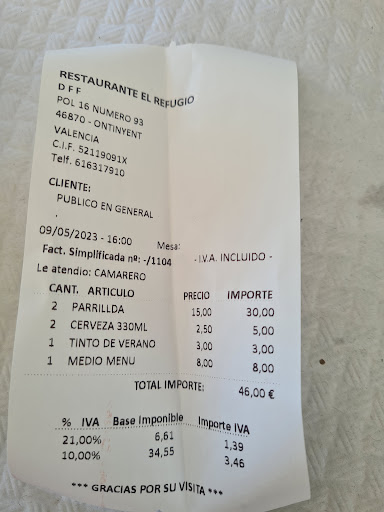 RESTAURANTE EL REFUGIO
D F F
POL 16 NUMERO 93
46870 - ONTINYENT
VALENCIA
C.I.F. 52119091X
Telf. 616317910
CLIENTE:
PUBLICO EN GENERAL
.
09/05/2023 - 16:00 Mesa:
Fact. Simplificada nº: -/1104 - I.V.A. INCLUIDO -
Le atendio: CAMARERO
CANT. ARTICULO PRECIO IMPORTE
2 PARRILLDA 15,00 30,00
2 CERVEZA 330ML 2,50 5,00
1 TINTO DE VERANO 3,00 3,00
1 MEDIO MENU 8,00 8,00
TOTAL IMPORTE: 46,00 €
% IVA Base Imponible Importe IVA
21,00% 6,61 1,39
10,00% 34,55 3,46
*** GRACIAS POR SU VISITA ***